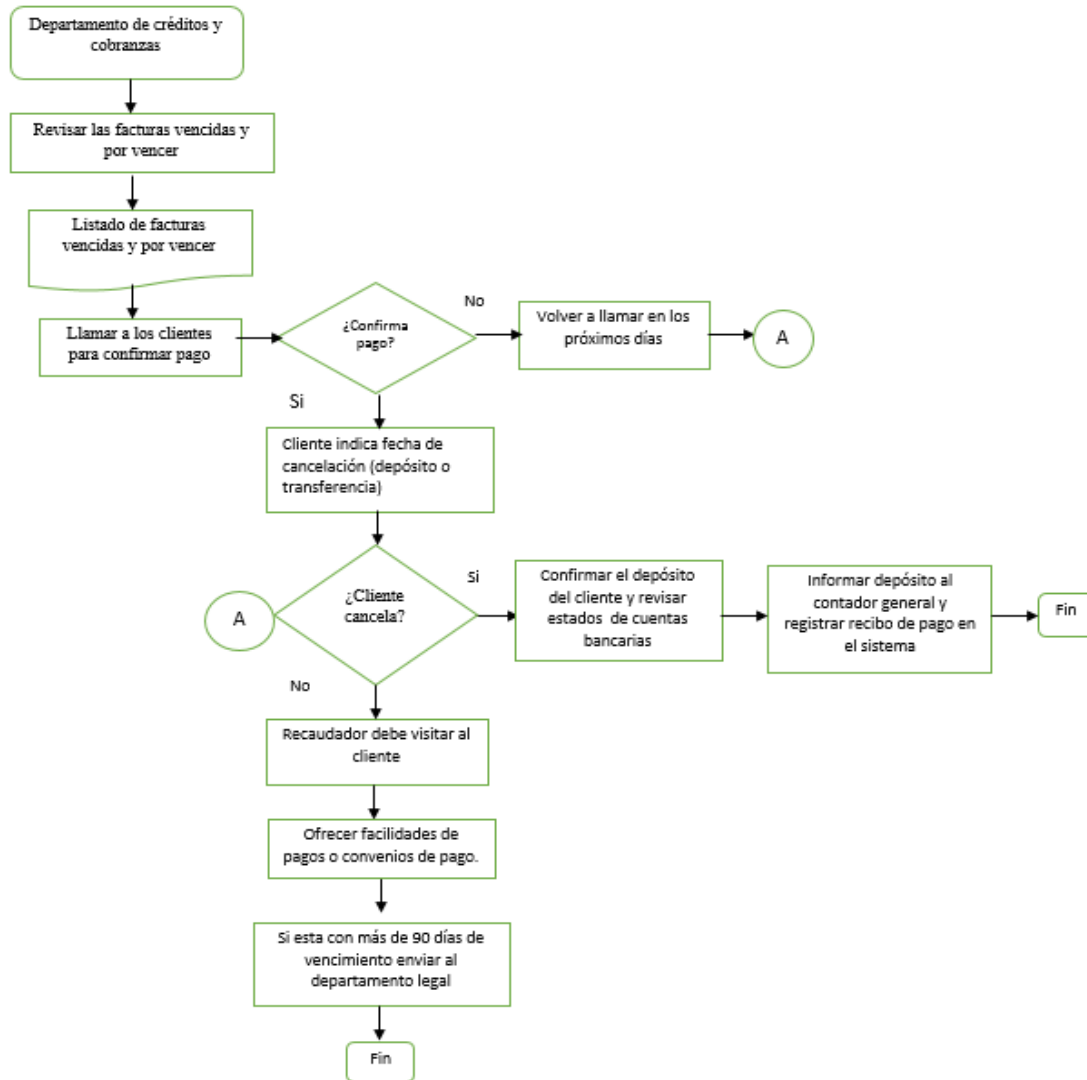 Departamento de créditos y
cobranzas
Revisar las facturas vencidas y
por vencer
Listado de facturas
vencidas y por vencer
Llamar a los clientes
para confirmar pago
¿Confirma
pago?
No
Volver a llamar en los
próximos días
A
Si
Cliente indica fecha de
cancelación (depósito o
transferencia)
A
¿Cliente
cancela?
Si
Confirmar el depósito
del cliente y revisar
estados de cuentas
bancarias
Informar depósito al
contador general y
registrar recibo de pago en
el sistema
Fin
No
Recaudador debe visitar al
cliente
Ofrecer facilidades de
pagos o convenios de pago.
Si esta con más de 90 días de
vencimiento enviar al
departamento legal
Fin